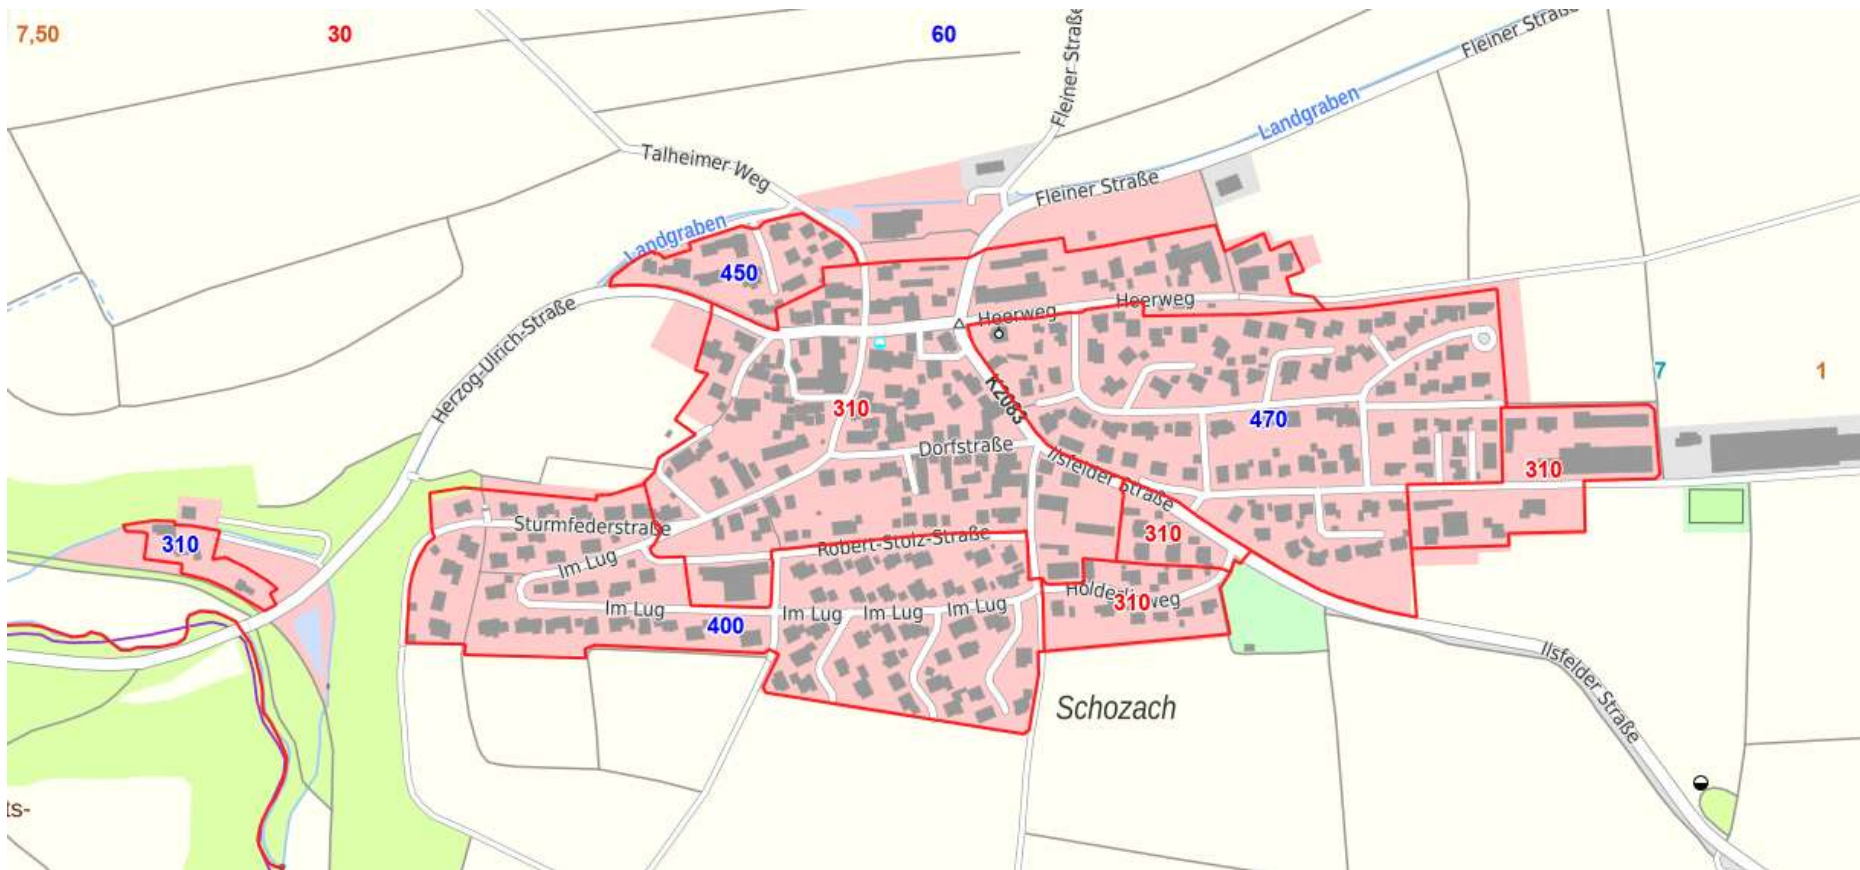 7,50
30
60
Fleiner Straße
Fleiner Straße
Landgraben
Talheimer Weg
Fleiner Straße
Landgraben
450
Heerweg
Heerweg
Herzog-Ulrich-Straße
7
1
K2083
310
470
Dorfstraße
Ilsfelder Straße
310
Sturmfederstraße
310
310
Robert-Stolz-Straße
Im Lug
Im Lug
Im Lug
Im Lug
Im Lug
310
400
Ilsfelder Straße
Schozach
ts-